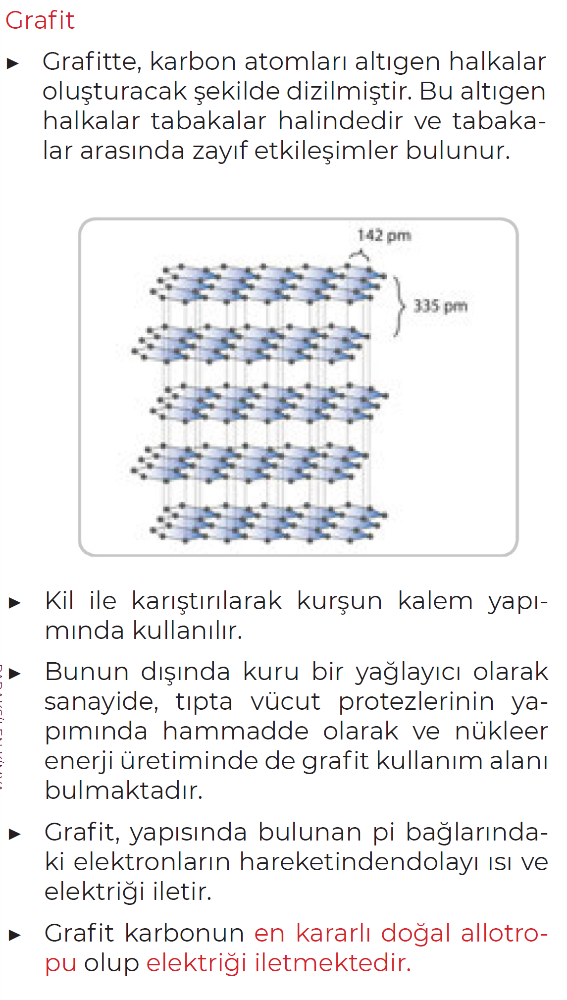 Grafit
► Grafitte, karbon atomları altıgen halkalar
oluşturacak şekilde dizilmiştir. Bu altıgen
halkalar tabakalar halindedir ve tabaka-
lar arasında zayıf etkileşimler bulunur.
142 pm
335 pm
► Kil ile karıştırılarak kurşun kalem yapı-
mında kullanılır.
► Bunun dışında kuru bir yağlayıcı olarak
sanayide, tıpta vücut protezlerinin ya-
pımında hammadde olarak ve nükleer
enerji üretiminde de grafit kullanım alanı
bulmaktadır.
► Grafit, yapısında bulunan pi bağlarında-
ki elektronların hareketindendolayı ısı ve
elektriği iletir.
► Grafit karbonun en kararlı doğal allotro-
pu olup elektriği iletmektedir.